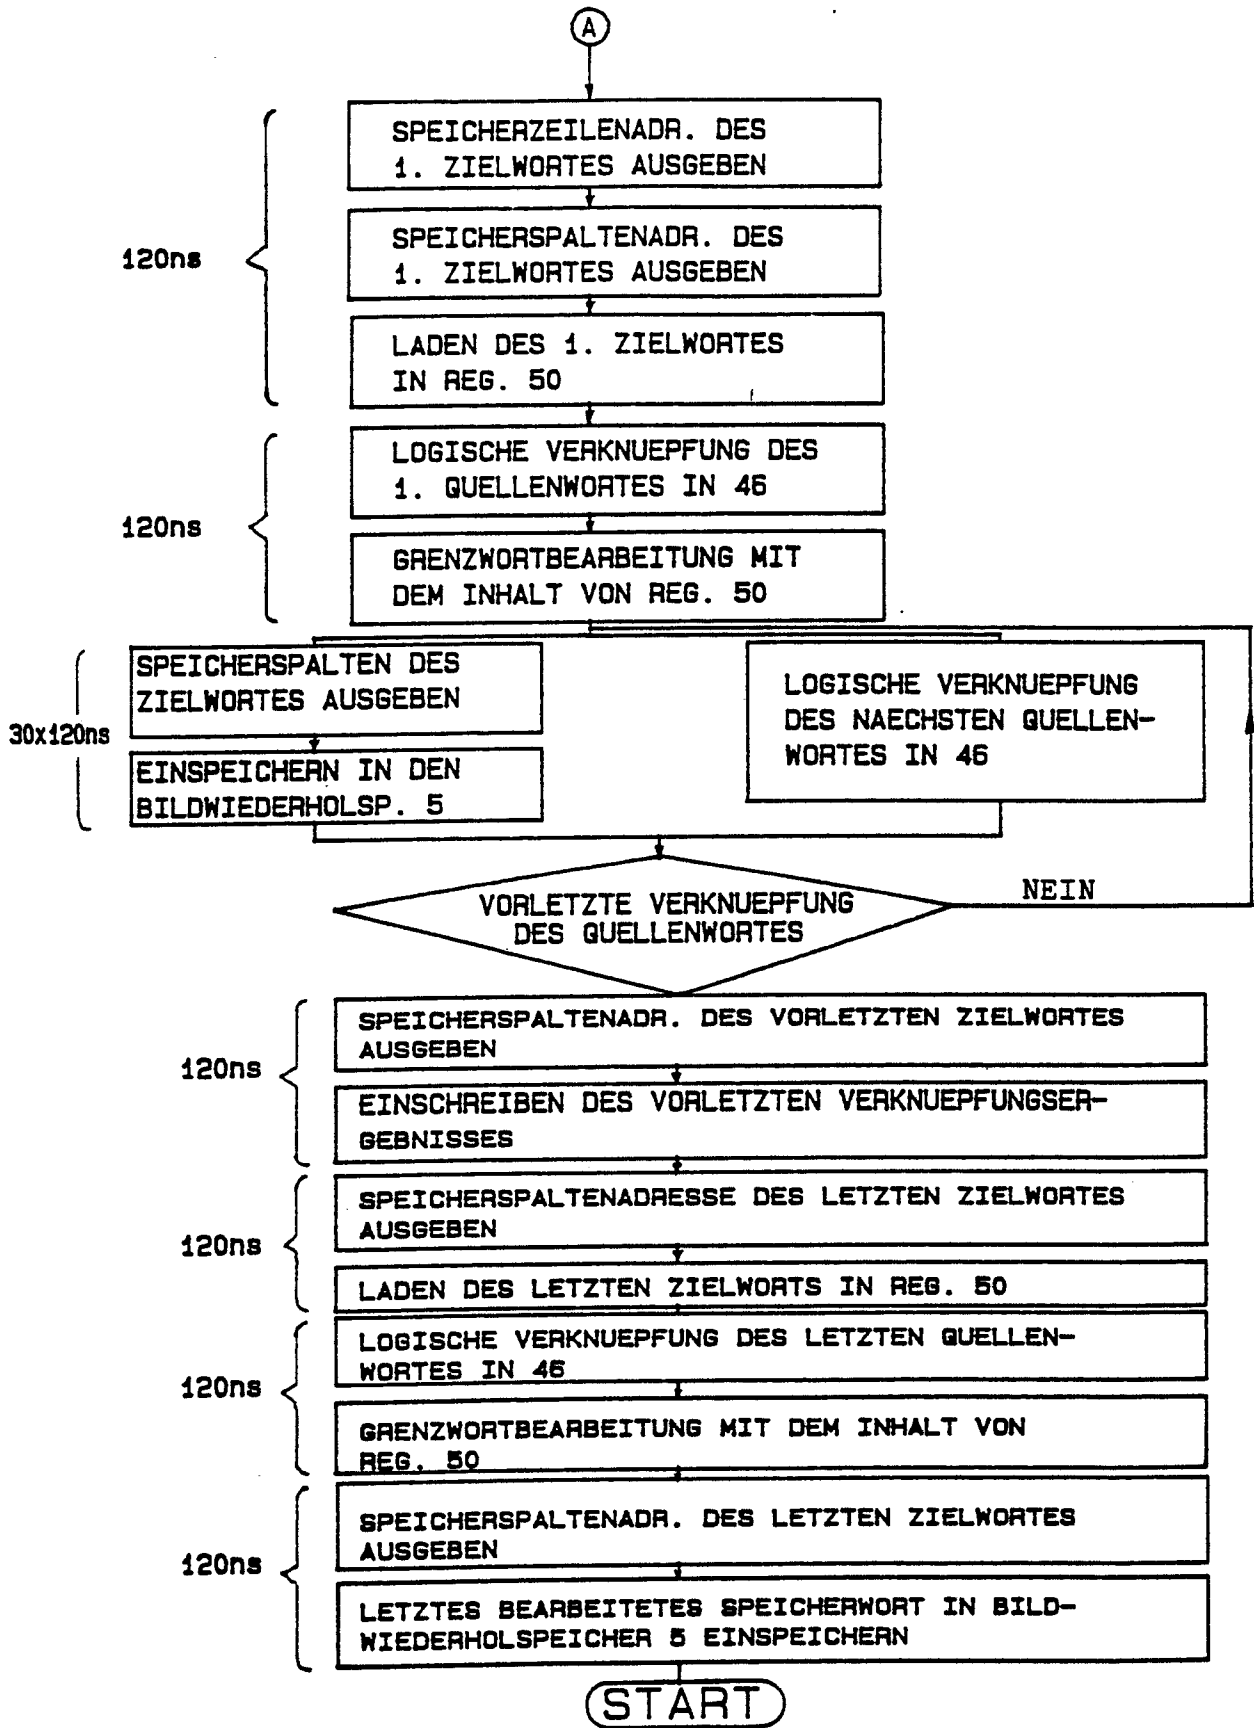 A
SPEICHERZEILENADR. DES
1. ZIELWORTES AUSGEBEN
SPEICHERSPALTENADR. DES
1. ZIELWORTES AUSGEBEN
120ns
LADEN DES 1. ZIELWORTES
IN REG. 50
LOGISCHE VERKNUEPFUNG DES
1. QUELLENWORTES IN 46
120ns
GRENZWORTBEARBEITUNG MIT
DEM INHALT VON REG. 50
SPEICHERSPALTEN DES
ZIELWORTES AUSGEBEN
30x120ns
EINSPEICHERN IN DEN
BILDWIEDERHOLSP. 5
LOGISCHE VERKNUEPFUNG
DES NAECHSTEN QUELLEN-
WORTES IN 46
VORLETZTE VERKNUEPFUNG
DES QUELLENWORTES
NEIN
SPEICHERSPALTENADR. DES VORLETZTEN ZIELWORTES
AUSGEBEN
120ns
EINSCHREIBEN DES VORLETZTEN VERKNUEPFUNGSER-
GEBNISSES
SPEICHERSPALTENADRESSE DES LETZTEN ZIELWORTES
AUSGEBEN
120ns
LADEN DES LETZTEN ZIELWORTS IN REG. 50
LOGISCHE VERKNUEPFUNG DES LETZTEN QUELLEN-
WORTES IN 46
120ns
GRENZWORTBEARBEITUNG MIT DEM INHALT VON
REG. 50
SPEICHERSPALTENADR. DES LETZTEN ZIELWORTES
AUSGEBEN
120ns
LETZTES BEARBEITETES SPEICHERWORT IN BILD-
WIEDERHOLSPEICHER 5 EINSPEICHERN
START